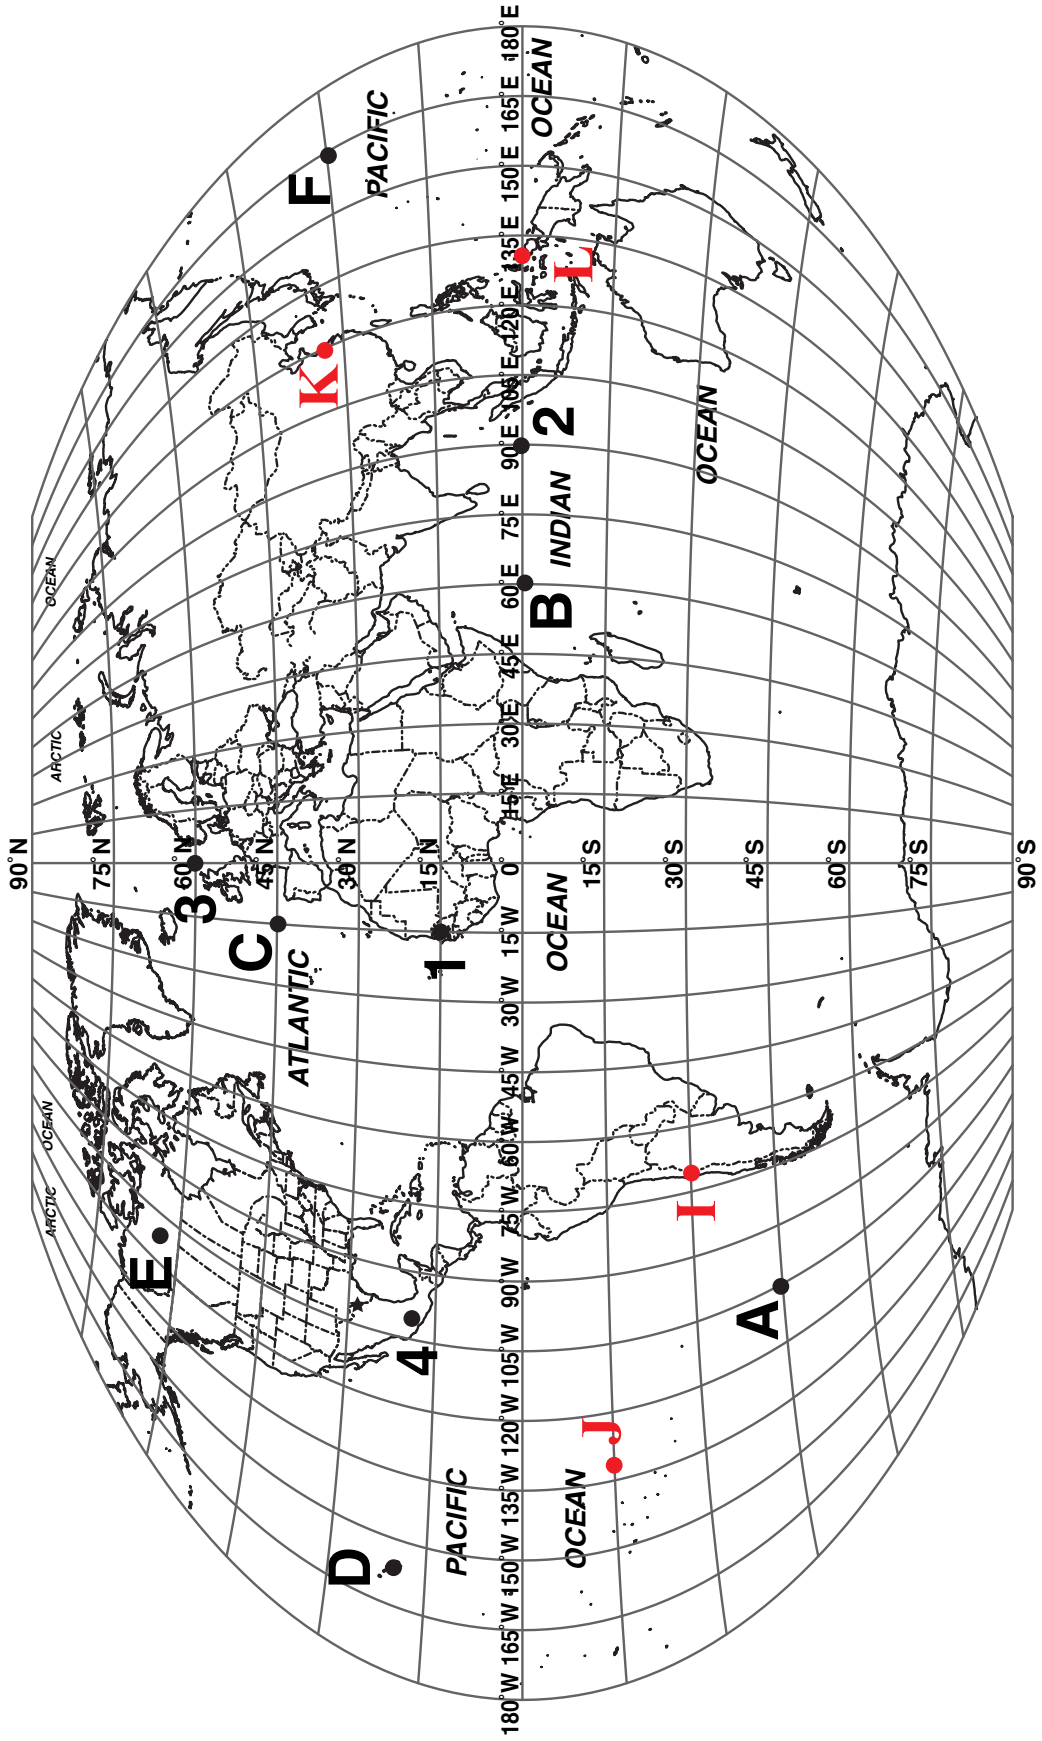 ARCTIC
OCEAN
ARCTIC
OCEAN
90°N
75°N
60°N
45°N
30°N
15°N
0
15°S
30°S
45°S
60°S
75°S
90°S
180°W
165°W
150°W
135°W
120°W
105°W
90°W
75°W
60°W
45°W
30°W
15°W
15°E
30°E
45°E
60°E
75°E
90°E
105°E
120°E
135°E
150°E
165°E
180°E
E
3
C
ATLANTIC
OCEAN
D
4
1
K
F
PACIFIC
OCEAN
PACIFIC
OCEAN
B
INDIAN
OCEAN
2
L
J
I
A